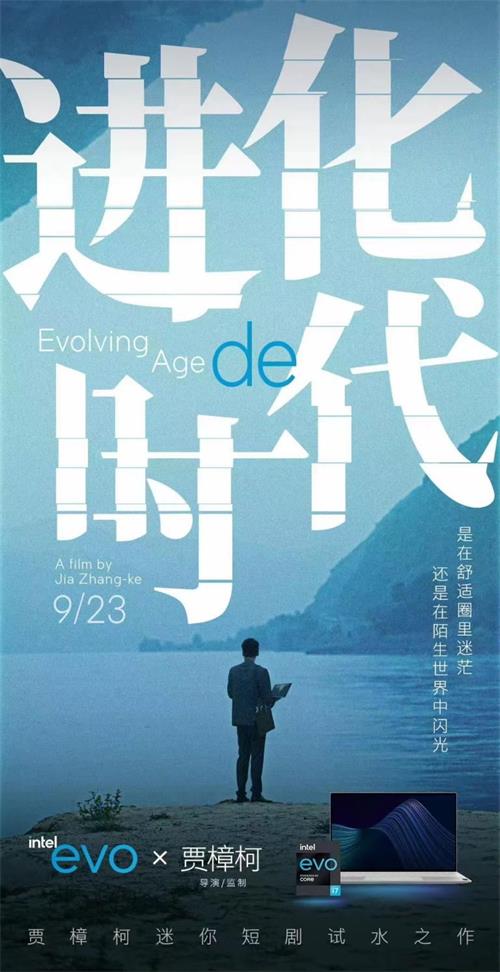 进化
Evolving
Age
de
时代
A film by
Jia Zhang-ke
9/23
是在舒适圈里迷茫
还是在陌生世界中闪光
intel
evo × 贾樟柯
导演/监制
intel
evo
POWERED BY
CORE
i7
贾樟柯迷你短剧试水之作